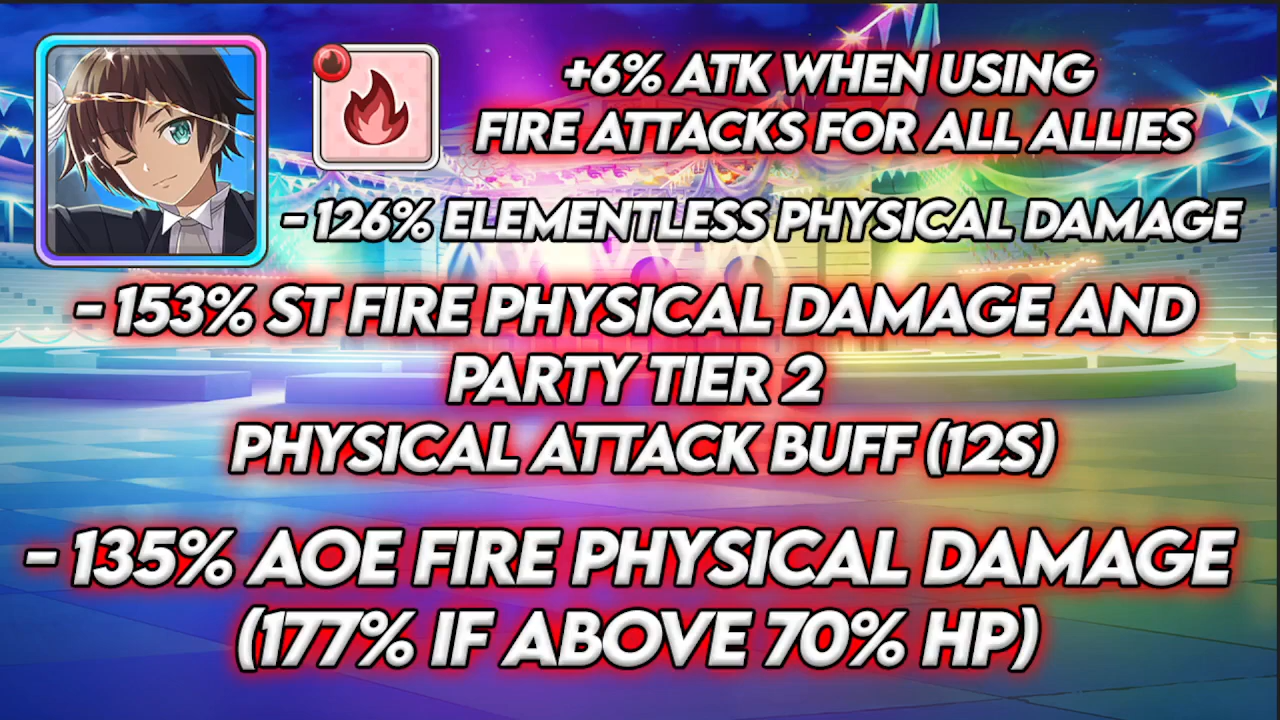 +6% ATK WHEN USING
FIRE ATTACKS FOR ALL ALLIES
- 126% ELEMENTLESS PHYSICAL DAMAGE
- 153% ST FIRE PHYSICAL DAMAGE AND
PARTY TIER 2
PHYSICAL ATTACK BUFF (12S)
- 135% AOE FIRE PHYSICAL DAMAGE
(177% IF ABOVE 70% HP)